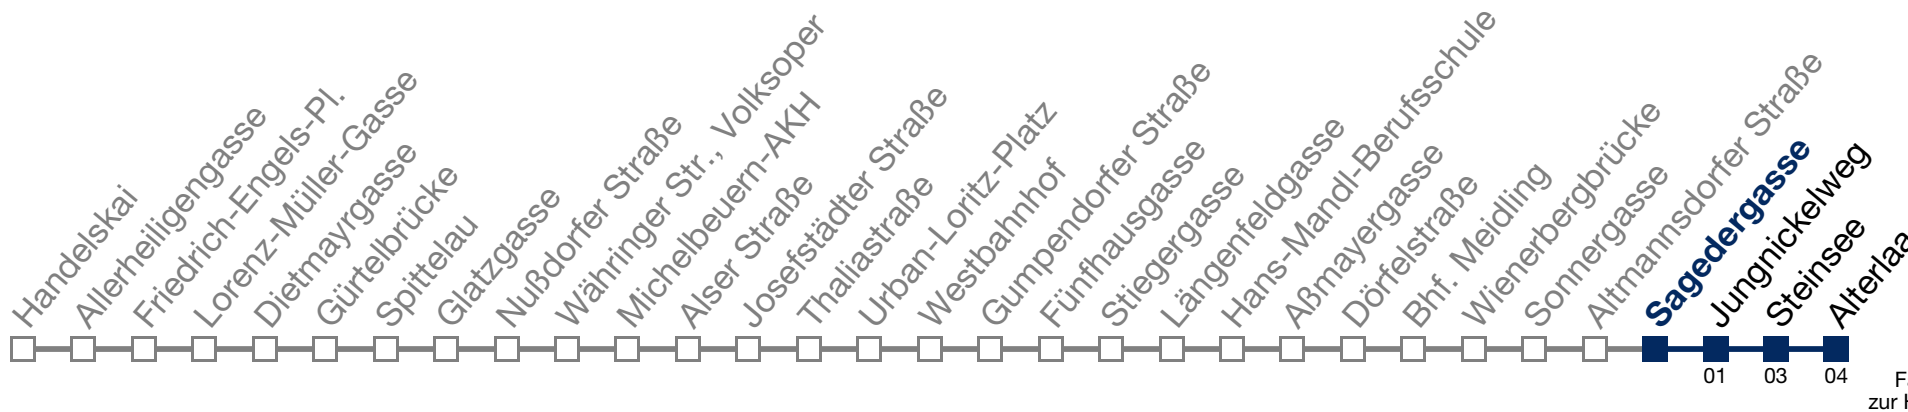 Handelskai
Allerheiligengasse
Friedrich-Engels-Pl.
Lorenz-Müller-Gasse
Dietmayrgasse
Gürtelbrücke
Spittelau
Glatzgasse
Nußdorfer Straße
Währinger Str., Volksoper
Michelbeuern-AKH
Alser Straße
Josefstädter Straße
Thaliastraße
Urban-Loritz-Platz
Westbahnhof
Gumpendorfer Straße
Fünfhausgasse
Stiegergasse
Längenfeldgasse
Hans-Mandl-Berufsschule
Aßmayergasse
Dörfelstraße
Bhf. Meidling
Wienerbergbrücke
Sonnergasse
Altmannsdorfer Straße
Sagedergasse
Jungnickelweg
Steinsee
Alterlaa
01 03 04
zur